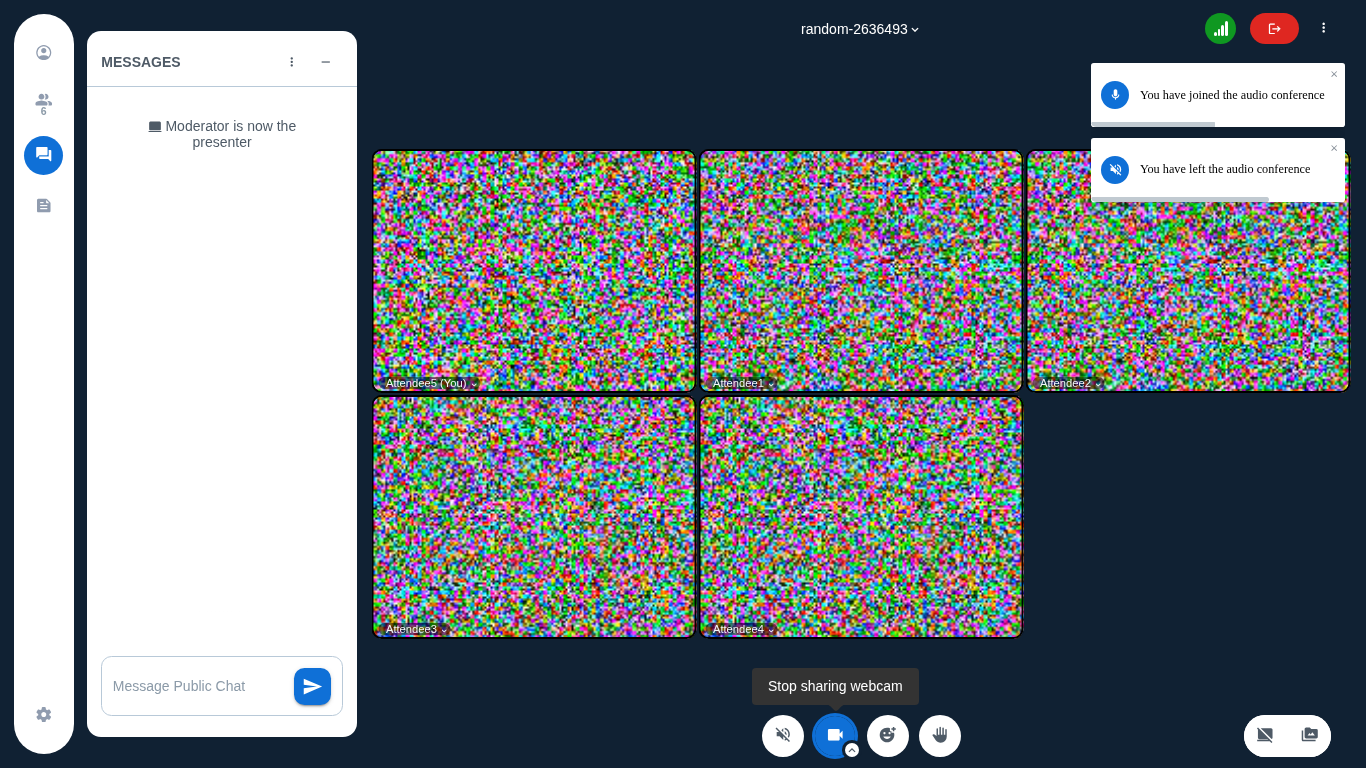 random-2636493
6
MESSAGES
Moderator is now the
presenter
Message Public Chat
You have joined the audio conference
You have left the audio conference
Attendee5 (You)
Attendee1
Attendee2
Attendee3
Attendee4
Stop sharing webcam